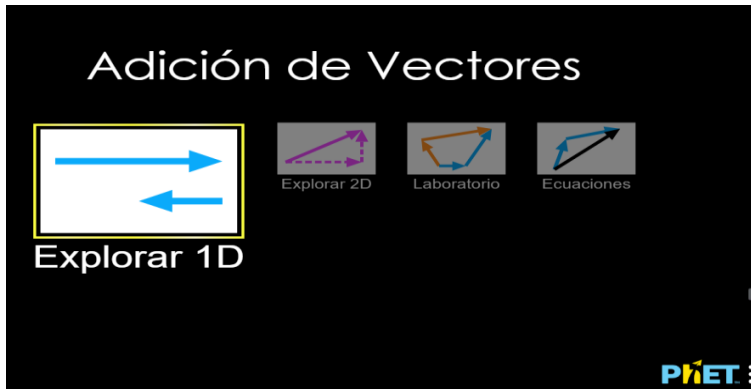 Adición de Vectores
Explorar 1D
Explorar 2D
Laboratorio
Ecuaciones
PhET